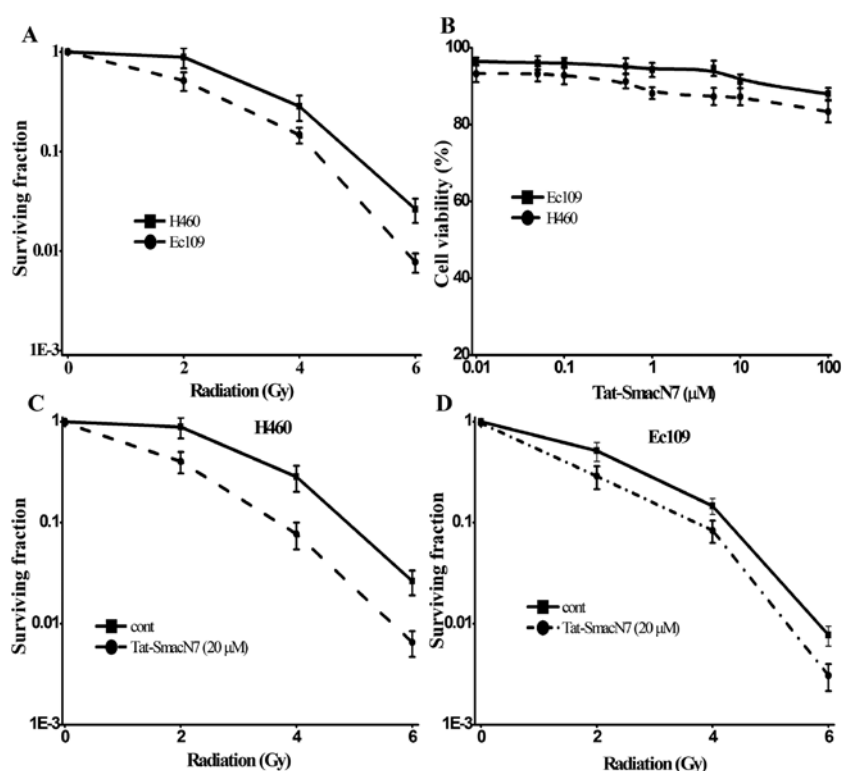 A
Surviving fraction
1
0.1
0.01
1E-3
H460
Ec109
0 2 4 6
Radiation (Gy)
B
Cell viability (%)
100
80
60
40
20
Ec109
H460
0.01 0.1 1 10 100
Tat-SmacN7 (μM)
C
H460
Surviving fraction
1
0.1
0.01
1E-3
cont
Tat-SmacN7 (20 μM)
0 2 4 6
Radiation (Gy)
D
Ec109
Surviving fraction
1
0.1
0.01
1E-3
cont
Tat-SmacN7 (20 μM)
0 2 4 6
Radiation (Gy)